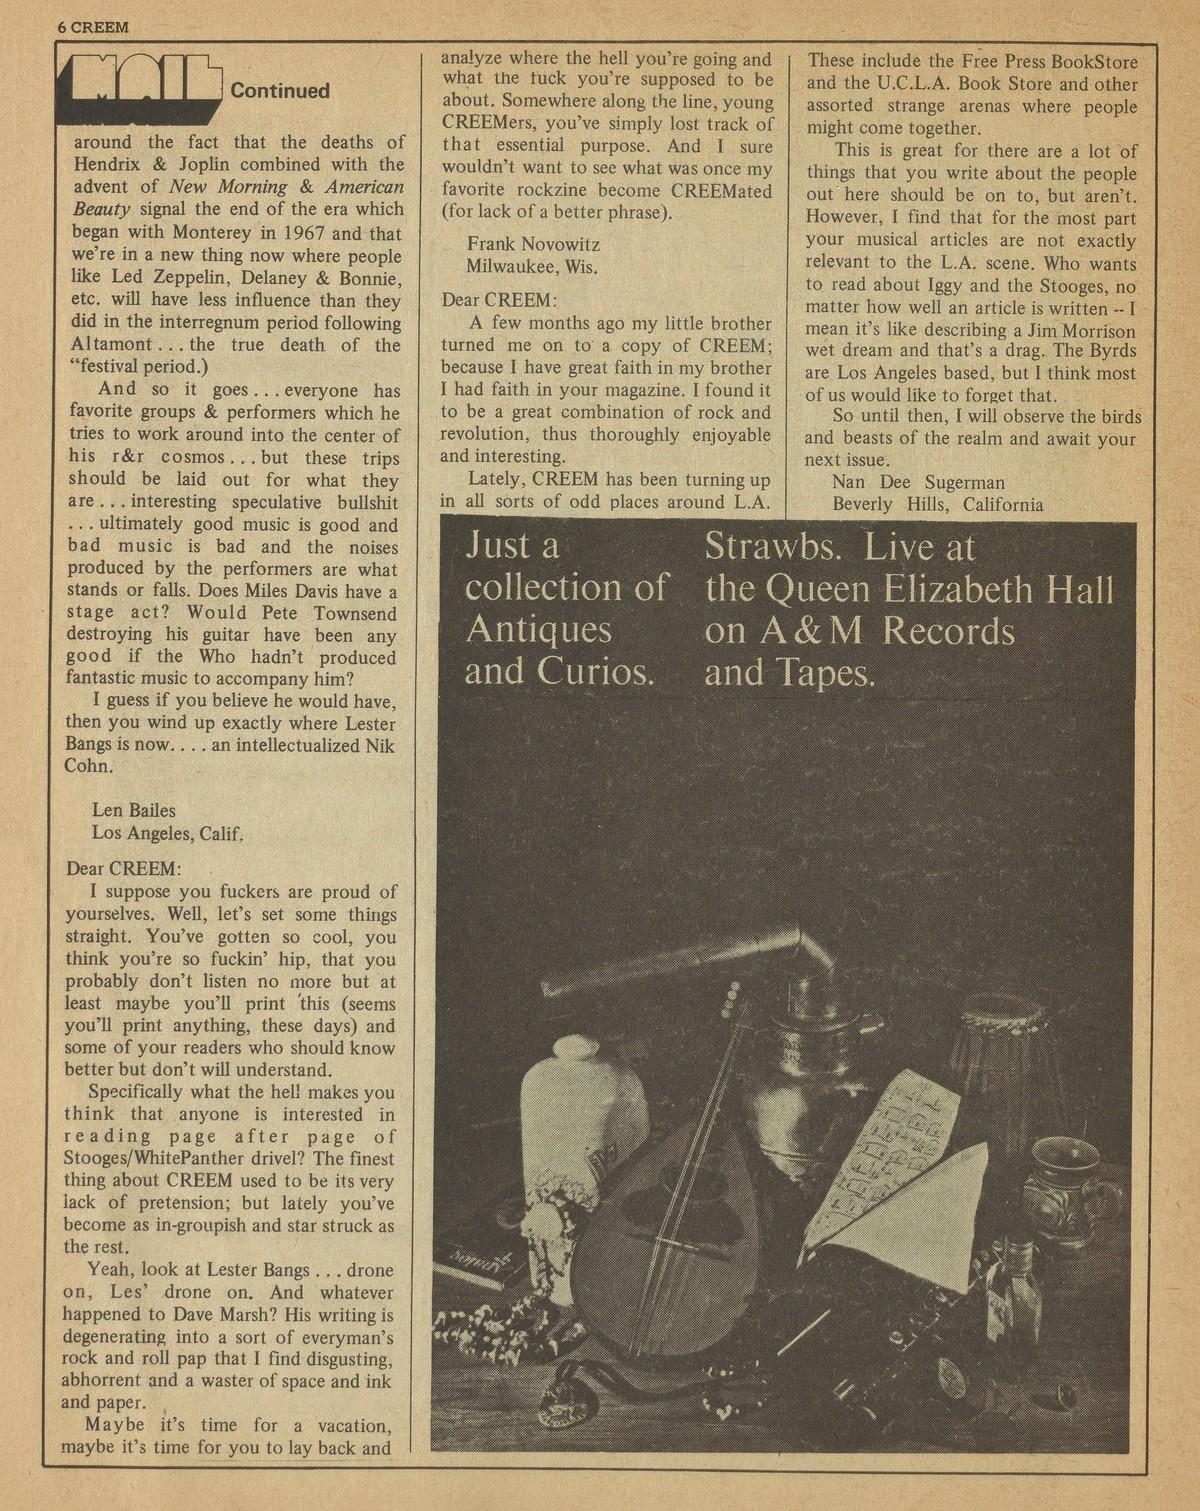 6 CREEM
MAIL Continued
around the fact that the deaths of
Hendrix & Joplin combined with the
advent of New Morning & American
Beauty signal the end of the era which
began with Monterey in 1967 and that
we're in a new thing now where people
like Led Zeppelin, Delaney & Bonnie,
etc. will have less influence than they
did in the interregnum period following
Altamont . . . the true death of the
“festival period.)
And so it goes . . . everyone has
favorite groups & performers which he
tries to work around into the center of
his r&r cosmos . . . but these trips
should be laid out for what they
are . . . interesting speculative bullshit
. . . ultimately good music is good and
bad music is bad and the noises
produced by the performers are what
stands or falls. Does Miles Davis have a
stage act? Would Pete Townsend
destroying his guitar have been any
good if the Who hadn't produced
fantastic music to accompany him?
I guess if you believe he would have,
then you wind up exactly where Lester
Bangs is now. . . . an intellectualized Nik
Cohn.
Len Bailes
Los Angeles, Calif.
Dear CREEM:
I suppose you fuckers are proud of
yourselves. Well, let's set some things
straight. You've gotten so cool, you
think you're so fuckin' hip, that you
probably don't listen no more but at
least maybe you'll print this (seems
you'll print anything, these days) and
some of your readers who should know
better but don't will understand.
Specifically what the hell makes you
think that anyone is interested in
reading page after page of
Stooges/WhitePanther drivel? The finest
thing about CREEM used to be its very
lack of pretension; but lately you've
become as in-groupish and star struck as
the rest.
Yeah, look at Lester Bangs . . . drone
on, Les' drone on. And whatever
happened to Dave Marsh? His writing is
degenerating into a sort of everyman's
rock and roll pap that I find disgusting,
abhorrent and a waster of space and ink
and paper.
Maybe it's time for a vacation,
maybe it's time for you to lay back and
analyze where the hell you're going and
what the fuck you're supposed to be
about. Somewhere along the line, young
CREEMers, you've simply lost track of
that essential purpose. And I sure
wouldn't want to see what was once my
favorite rockzine become CREEMated
(for lack of a better phrase).
Frank Novowitz
Milwaukee, Wis.
Dear CREEM:
A few months ago my little brother
turned me on to a copy of CREEM;
because I have great faith in my brother
I had faith in your magazine. I found it
to be a great combination of rock and
revolution, thus thoroughly enjoyable
and interesting.
Lately, CREEM has been turning up
in all sorts of odd places around L.A.
These include the Free Press BookStore
and the U.C.L.A. Book Store and other
assorted strange arenas where people
might come together.
This is great for there are a lot of
things that you write about the people
out here should be on to, but aren't.
However, I find that for the most part
your musical articles are not exactly
relevant to the L.A. scene. Who wants
to read about Iggy and the Stooges, no
matter how well an article is written -- I
mean it's like describing a Jim Morrison
wet dream and that's a drag. The Byrds
are Los Angeles based, but I think most
of us would like to forget that.
So until then, I will observe the birds
and beasts of the realm and await your
next issue.
Nan Dee Sugerman
Beverly Hills, California
Just a
collection of
Antiques
and Curios.
Strawbs. Live at
the Queen Elizabeth Hall
on A & M Records
and Tapes.